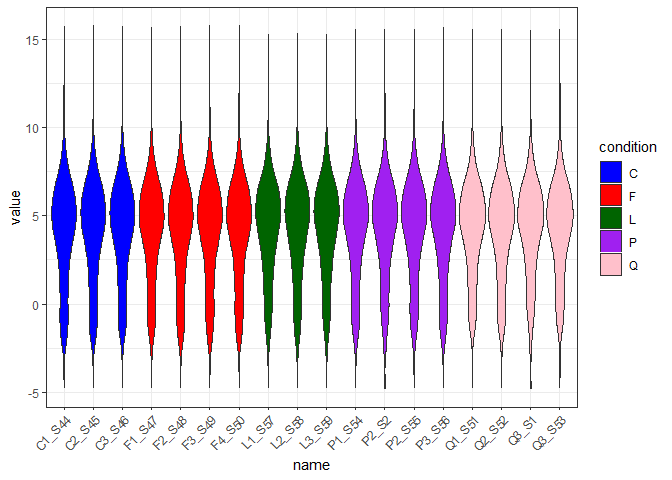 15
10
5
0
-5
value
C1_S44
C2_S45
C3_S46
F1_S47
F2_S48
F3_S49
F4_S50
L1_S57
L2_S58
L3_S59
P1_S54
P2_S2
P2_S55
P3_S56
Q1_S51
Q2_S52
Q3_S1
Q3_S53
name
condition
C
F
L
P
Q